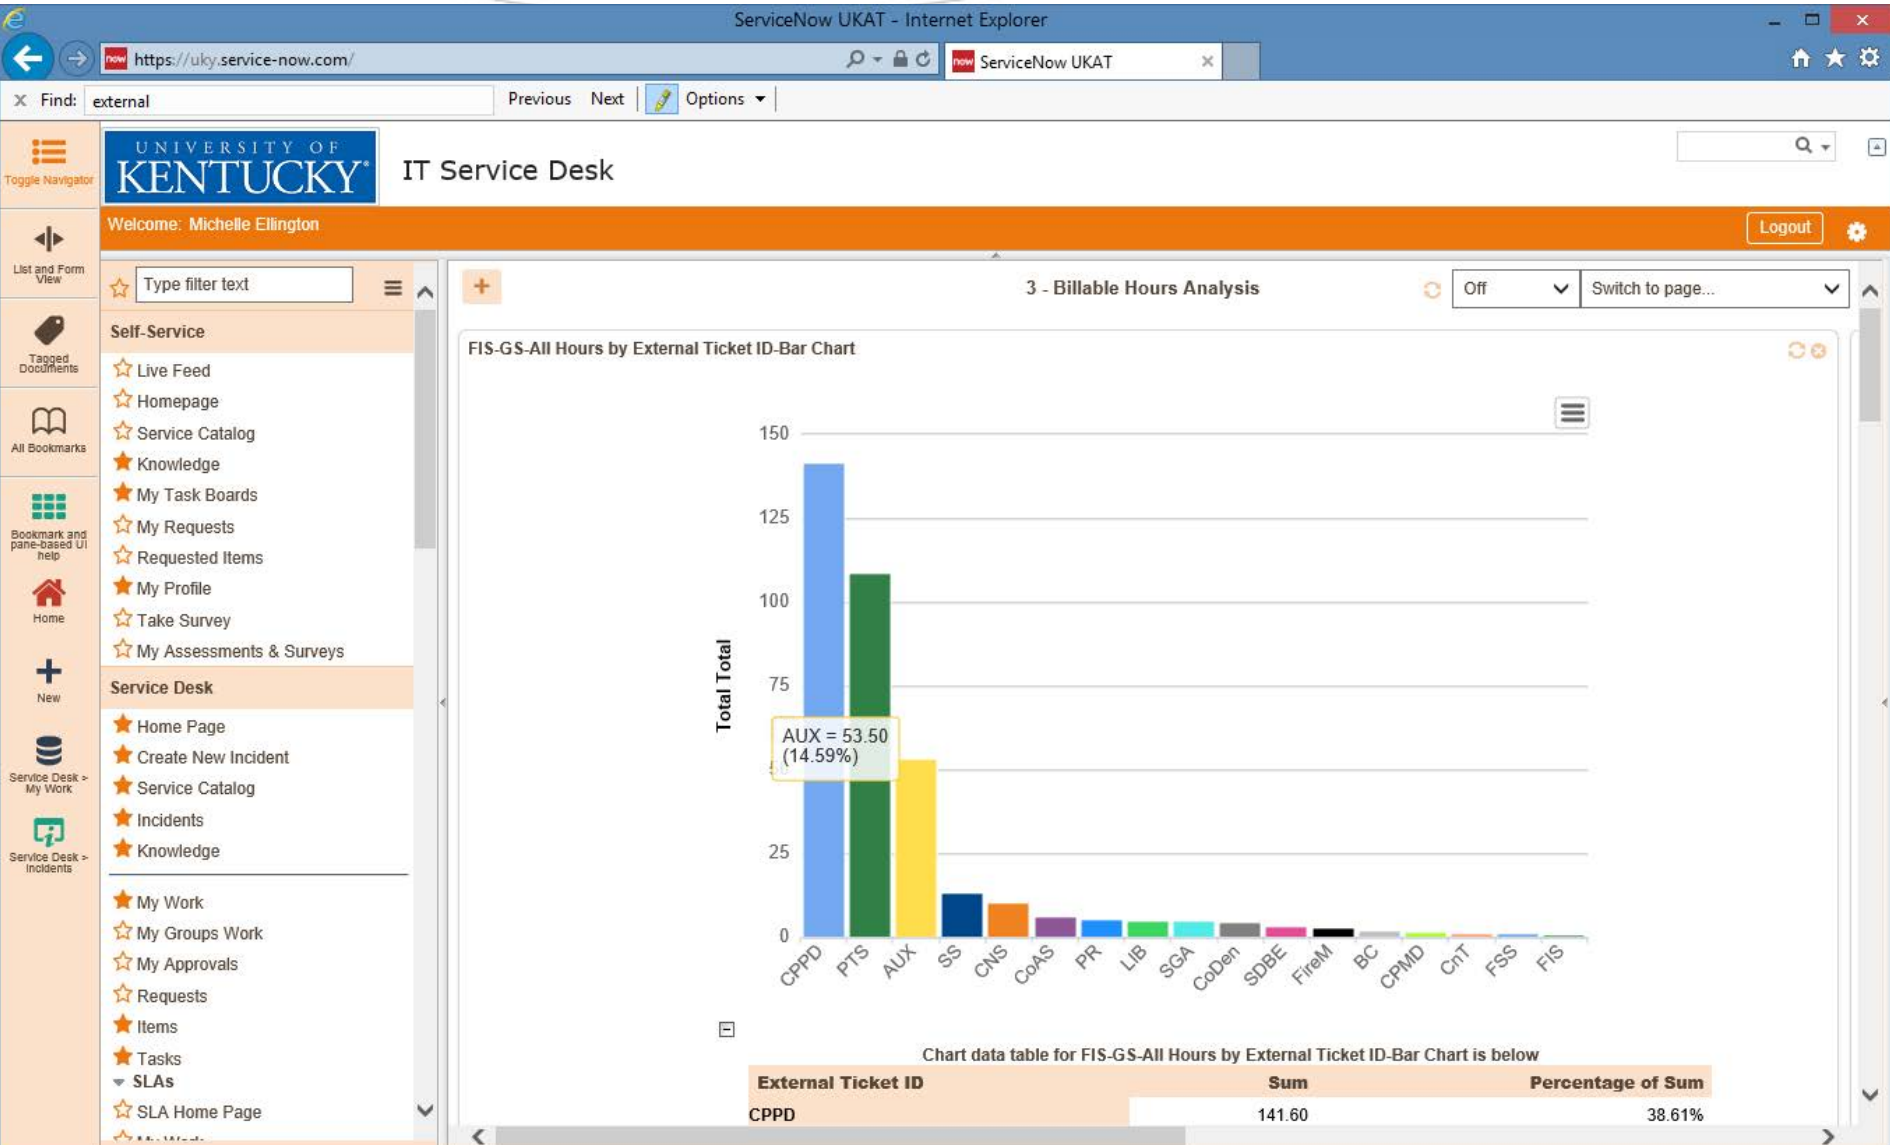 ServiceNow UKAT - Internet Explorer
now https://uky.service-now.com/
now ServiceNow UKAT
× Find: external Previous Next Options
Toggle Navigator
UNIVERSITY OF
KENTUCKY®
IT Service Desk
Welcome: Michelle Ellington
Logout
List and Form
View
Tagged
Documents
All Bookmarks
Bookmark and
pane-based UI
help
Home
New
Service Desk >
My Work
Service Desk >
Incidents
Type filter text
Self-Service
Live Feed
Homepage
Service Catalog
Knowledge
My Task Boards
My Requests
Requested Items
My Profile
Take Survey
My Assessments & Surveys
Service Desk
Home Page
Create New Incident
Service Catalog
Incidents
Knowledge
My Work
My Groups Work
My Approvals
Requests
Items
Tasks
SLAs
SLA Home Page
My Work
3 - Billable Hours Analysis
Off
Switch to page...
FIS-GS-All Hours by External Ticket ID-Bar Chart
150
125
100
75
50
25
0
Total Total
AUX = 53.50
(14.59%)
CPPD PTS AUX SS CNS CoAS PR LIB SGA CoDen SDBE FireM BC CPMD CnT FSS FIS
Chart data table for FIS-GS-All Hours by External Ticket ID-Bar Chart is below
External Ticket ID Sum Percentage of Sum
CPPD 141.60 38.61%